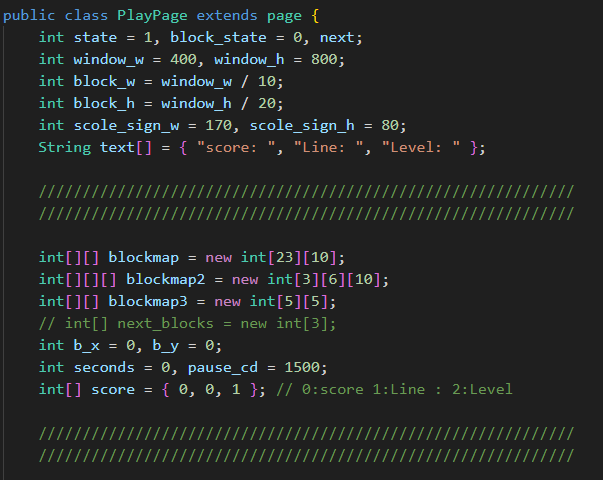 public class PlayPage extends page {
    int state = 1, block_state = 0, next;
    int window_w = 400, window_h = 800;
    int block_w = window_w / 10;
    int block_h = window_h / 20;
    int scole_sign_w = 170, scole_sign_h = 80;
    String text[] = { "score: ", "Line: ", "Level: " };
    /////////////////////////////////////////////////////////////
    /////////////////////////////////////////////////////////////
    int[][] blockmap = new int[23][10];
    int[][][] blockmap2 = new int[3][6][10];
    int[][] blockmap3 = new int[5][5];
    // int[] next_blocks = new int[3];
    int b_x = 0, b_y = 0;
    int seconds = 0, pause_cd = 1500;
    int[] score = { 0, 0, 1 }; // 0:score 1:Line : 2:Level
    /////////////////////////////////////////////////////////////
    /////////////////////////////////////////////////////////////